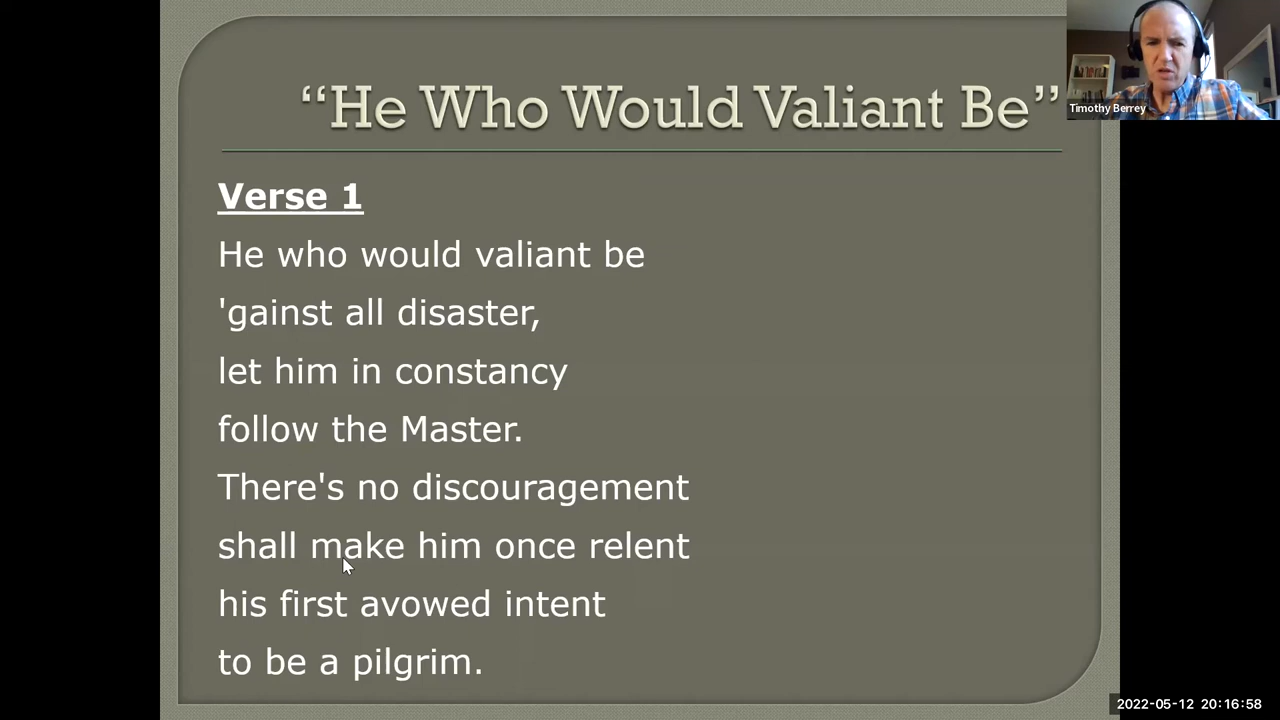 “He Who Would Valiant Be”
Timothy Berrey
Verse 1
He who would valiant be
'gainst all disaster,
let him in constancy
follow the Master.
There's no discouragement
shall make him once relent
his first avowed intent
to be a pilgrim.
2022-05-12 20:16:58